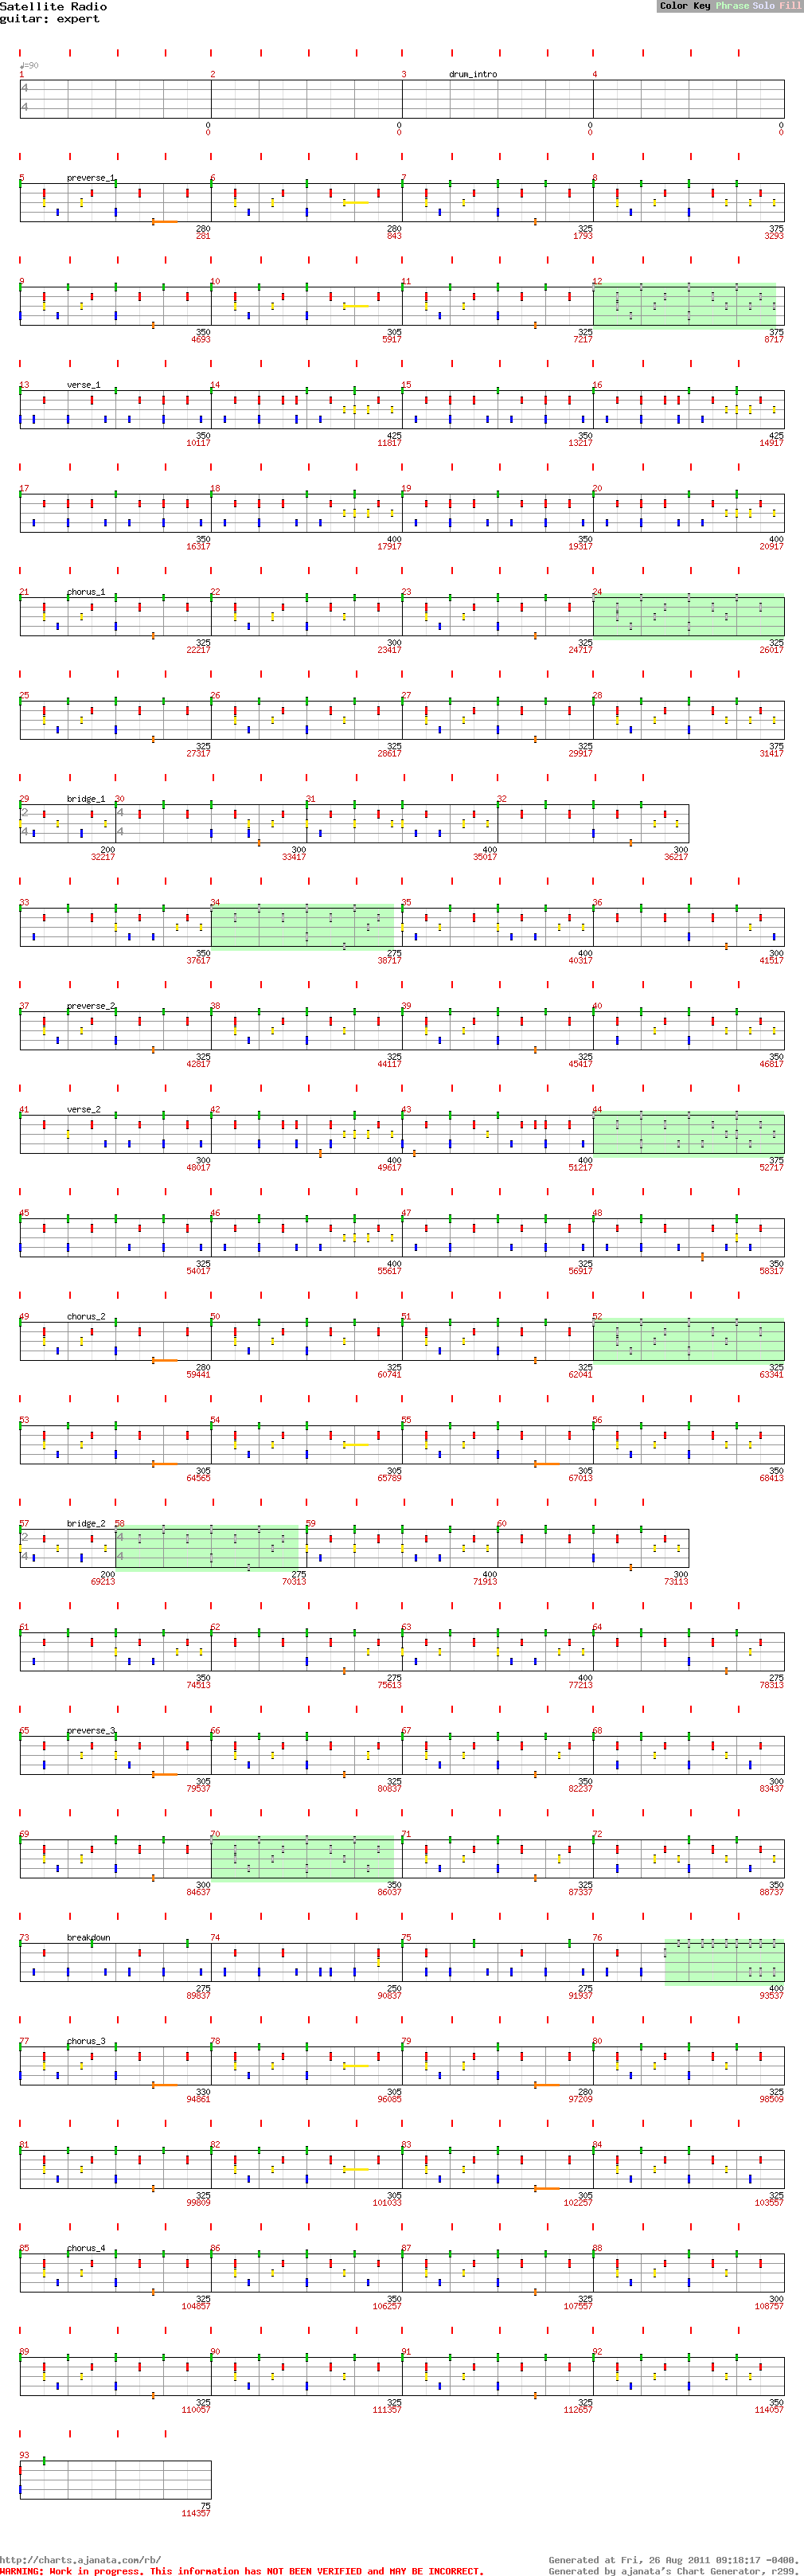 Satellite Radio
Color Key Phrase Solo Fill
guitar: expert
♩=90
1 2 3 drum_intro 4
4
4
0 0 0 0
0 0 0 0
5 preverse_1 6 7 8
280 280 325 375
281 843 1793 3293
9 10 11 12
350 305 325 375
4693 5917 7217 8717
13 verse_1 14 15 16
350 425 350 425
10117 11817 13217 14917
17 18 19 20
350 400 350 400
16317 17917 19317 20917
21 chorus_1 22 23 24
325 300 325 325
22217 23417 24717 26017
25 26 27 28
325 325 325 375
27317 28617 29917 31417
29 bridge_1 30 31 32
2 4
4 4
200 300 400 300
32217 33417 35017 36217
33 34 35 36
350 275 400 300
37617 38717 40317 41517
37 preverse_2 38 39 40
325 325 325 350
42817 44117 45417 46817
41 verse_2 42 43 44
300 400 400 375
48017 49617 51217 52717
45 46 47 48
325 400 325 350
54017 55617 56917 58317
49 chorus_2 50 51 52
280 325 325 325
59441 60741 62041 63341
53 54 55 56
305 305 305 350
64565 65789 67013 68413
57 bridge_2 58 59 60
2 4
4 4
200 275 400 300
69213 70313 71913 73113
61 62 63 64
350 275 400 275
74513 75613 77213 78313
65 preverse_3 66 67 68
305 325 350 300
79537 80837 82237 83437
69 70 71 72
300 350 325 350
84637 86037 87337 88737
73 breakdown 74 75 76
275 250 275 400
89837 90837 91937 93537
77 chorus_3 78 79 80
330 305 280 325
94861 96085 97209 98509
81 82 83 84
325 305 305 325
99809 101033 102257 103557
85 chorus_4 86 87 88
325 350 325 300
104857 106257 107557 108757
89 90 91 92
325 325 325 350
110057 111357 112657 114057
93
75
114357
http://charts.ajanata.com/rb/
Generated at Fri, 26 Aug 2011 09:18:17 -0400.
WARNING: Work in progress. This information has NOT BEEN VERIFIED and MAY BE INCORRECT.
Generated by ajanata's Chart Generator, r299.